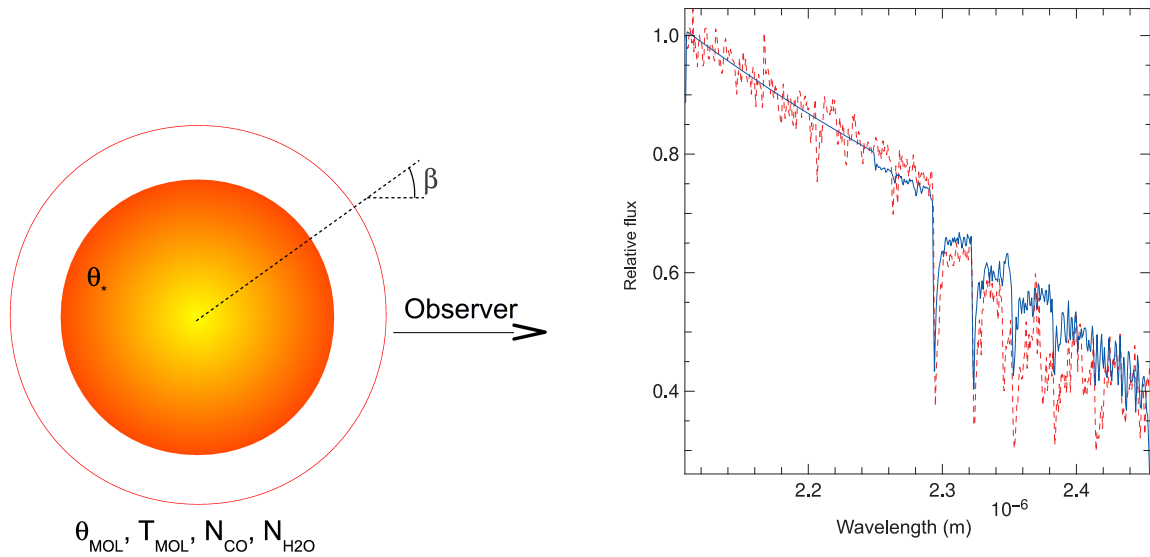 θ*
β
Observer
θMOL, TMOL, NCO, NH2O
1.0
0.8
0.6
0.4
Relative flux
2.2
2.3
2.4
10−6
Wavelength (m)